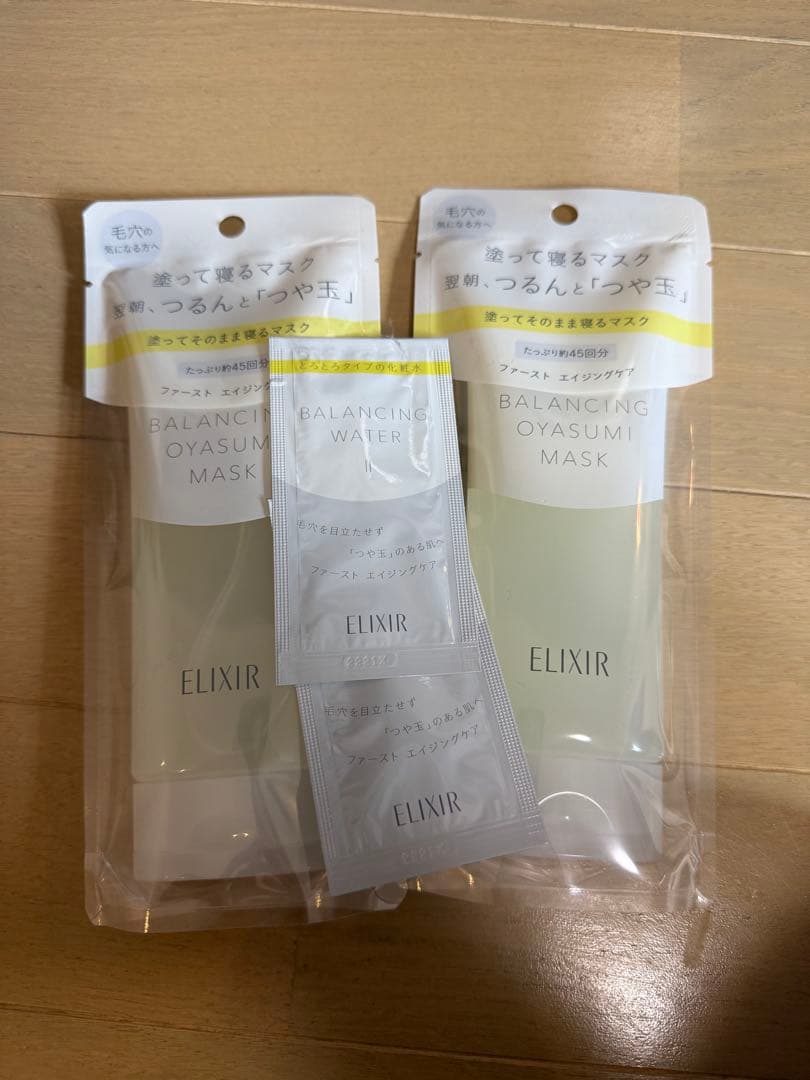 毛穴の
気になる方へ
塗って寝るマスク
翌朝、つるんと「つや玉」
塗ってそのまま寝るマスク
たっぷり約45回分
ファースト エイジングケ
BALANCIN
OYASUM
MASK
ELIXIR
毛穴の
気になる方へ
塗って寝るマスク
翌朝、つるんと「つや玉」
塗ってそのまま寝るマスク
たっぷり約45回分
ファースト エイジングケア
BALANCING
OYASUMI
MASK
ELIXIR
とろとろタイプの化粧水
BALANCING
WATER
II
毛穴を目立たせず
「つや玉」のある肌へ
ファースト エイジングケア
ELIXIR
毛穴を目立たせず
「つや玉」のある肌へ
ファースト エイジングケア
ELIXIR